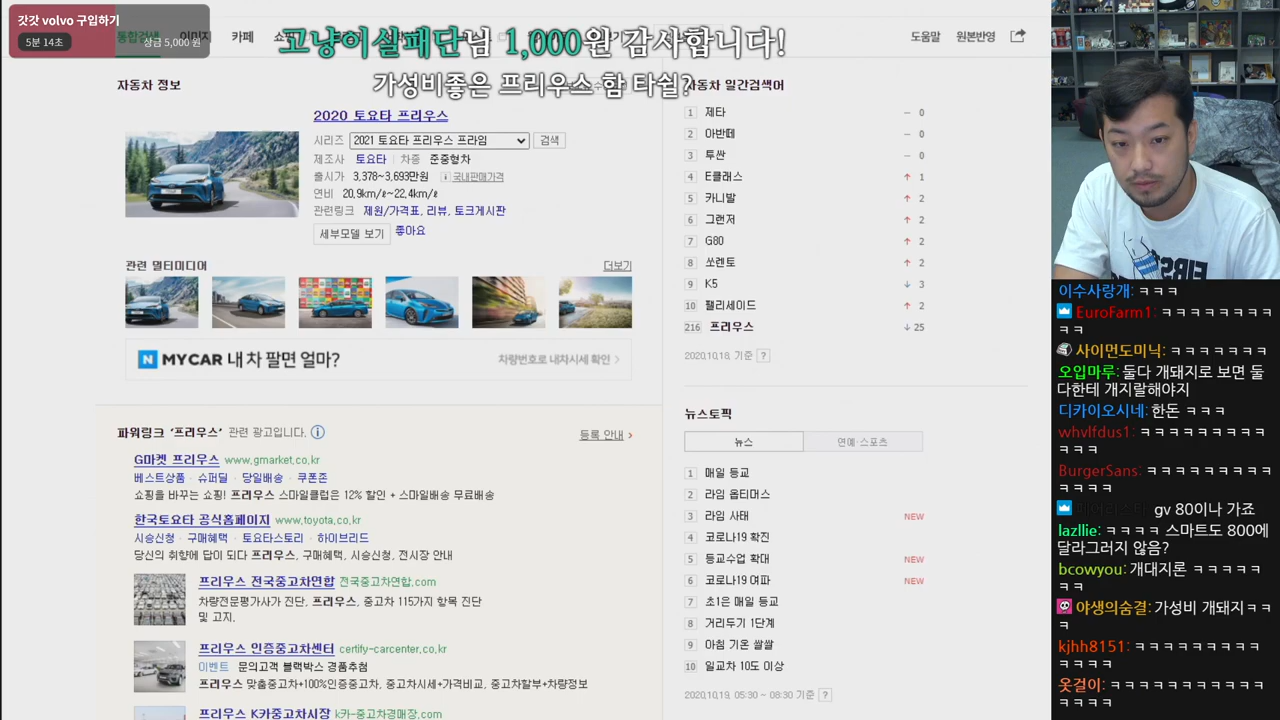 갓갓 volvo 구입하기
5분 14초
상금 5,000 원
통합검색 이미지 카페
도움말 원본반영
고냥이실패단님 1,000원 감사합니다!
가성비좋은 프리우스 함 타쉴?
자동차 정보
2020 토요타 프리우스
시리즈 2021 토요타 프리우스 프라임 검색
제조사 토요타 차종 준중형차
출시가 3,378~3,693만원 국내판매가격
연비 20.9km/ℓ~22.4km/ℓ
관련링크 제원/가격표, 리뷰, 토크게시판
세부모델 보기 좋아요
관련 멀티미디어 더보기
N MYCAR 내 차 팔면 얼마? 차량번호로 내차시세 확인 >
파워링크 '프리우스' 관련 광고입니다. 등록 안내 >
G마켓 프리우스 www.gmarket.co.kr
베스트상품 · 슈퍼딜 · 당일배송 · 쿠폰존
쇼핑을 바꾸는 쇼핑! 프리우스 스마일클럽은 12% 할인 + 스마일배송 무료배송
한국토요타 공식홈페이지 www.toyota.co.kr
시승신청 · 구매혜택 · 토요타스토리 · 하이브리드
당신의 취향에 답이 되다 프리우스, 구매혜택, 시승신청, 전시장 안내
프리우스 전국중고차연합 전국중고차연합.com
차량전문평가사가 진단, 프리우스, 중고차 115가지 항목 진단
및 고지.
프리우스 인증중고차센터 certify-carcenter.co.kr
이벤트 문의고객 블랙박스 경품추첨
프리우스 맞춤중고차+100%인증중고차, 중고차시세+가격비교, 중고차할부+차량정보
프리우스 K카중고차시장 k카-중고차경매장.com
자동차 일간검색어
1 제타 – 0
2 아반떼 – 0
3 투싼 – 0
4 E클래스 ↑ 1
5 카니발 ↑ 2
6 그랜저 ↑ 2
7 G80 ↑ 2
8 쏘렌토 ↑ 2
9 K5 ↓ 3
10 팰리세이드 ↑ 2
216 프리우스 ↓ 25
2020.10.18. 기준 ?
뉴스토픽
뉴스 연예·스포츠
1 매일 등교
2 라임 옵티머스
3 라임 사태 NEW
4 코로나19 확진
5 등교수업 확대 NEW
6 코로나19 여파 NEW
7 초1은 매일 등교
8 거리두기 1단계
9 아침 기온 쌀쌀
10 일교차 10도 이상
2020.10.19. 05:30 ~ 08:30 기준 ?
이수사랑개: ㅋㅋㅋ
EuroFarm1: ㅋㅋㅋㅋㅋㅋㅋㅋ
ㅋㅋ
사이먼도미닉: ㅋㅋㅋㅋㅋㅋㅋ
오입마루: 둘다 개돼지로 보면 둘
다한테 개지랄해야지
디카이오시네: 한돈 ㅋㅋㅋ
whvlfdus1: ㅋㅋㅋㅋㅋㅋㅋㅋㅋ
ㅋㅋㅋ
BurgerSans: ㅋㅋㅋㅋㅋㅋㅋㅋㅋ
ㅋㅋㅋㅋ
gv 80이나 가죠
lazllie: ㅋㅋㅋㅋ 스마트도 800에
달라그러지 않음?
bcowyou: 개대지론 ㅋㅋㅋㅋㅋ
ㅋㅋ
야생의숨결: 가성비 개돼지ㅋㅋ
ㅋ
kjhh8151: ㅋㅋㅋㅋㅋㅋㅋㅋㅋ
ㅋㅋㅋㅋ
옷걸이: ㅋㅋㅋㅋㅋㅋㅋㅋㅋㅋㅋ
ㅋㅋㅋㅋ